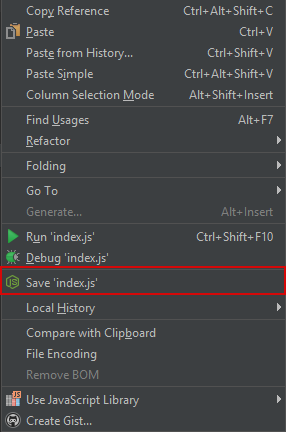 Copy Reference Ctrl+Alt+Shift+C
Paste Ctrl+V
Paste from History... Ctrl+Shift+V
Paste Simple Ctrl+Alt+Shift+V
Column Selection Mode Alt+Shift+Insert
Find Usages Alt+F7
Refactor
Folding
Go To
Generate... Alt+Insert
Run 'index.js' Ctrl+Shift+F10
Debug 'index.js'
Save 'index.js'
Local History
Compare with Clipboard
File Encoding
Remove BOM
Use JavaScript Library
Create Gist...